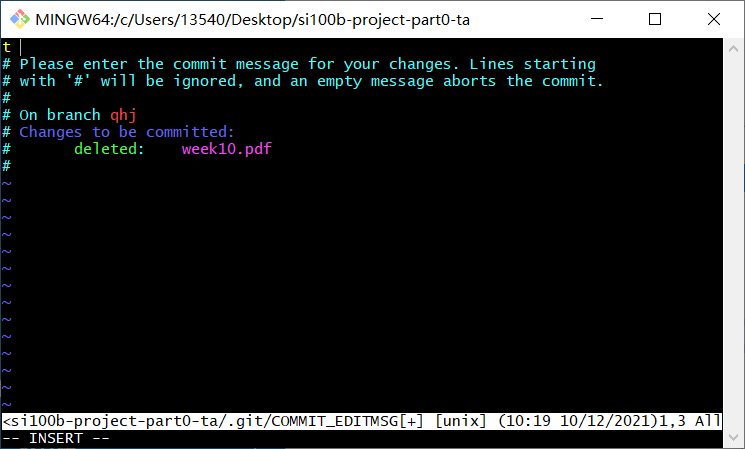 MINGW64:/c/Users/13540/Desktop/si100b-project-part0-ta
t
# Please enter the commit message for your changes. Lines starting
# with '#' will be ignored, and an empty message aborts the commit.
#
# On branch qhj
# Changes to be committed:
#       deleted:    week10.pdf
#
~
~
~
~
~
~
~
~
~
~
~
~
~
~
<si100b-project-part0-ta/.git/COMMIT_EDITMSG[+] [unix] (10:19 10/12/2021)1,3 All
-- INSERT --